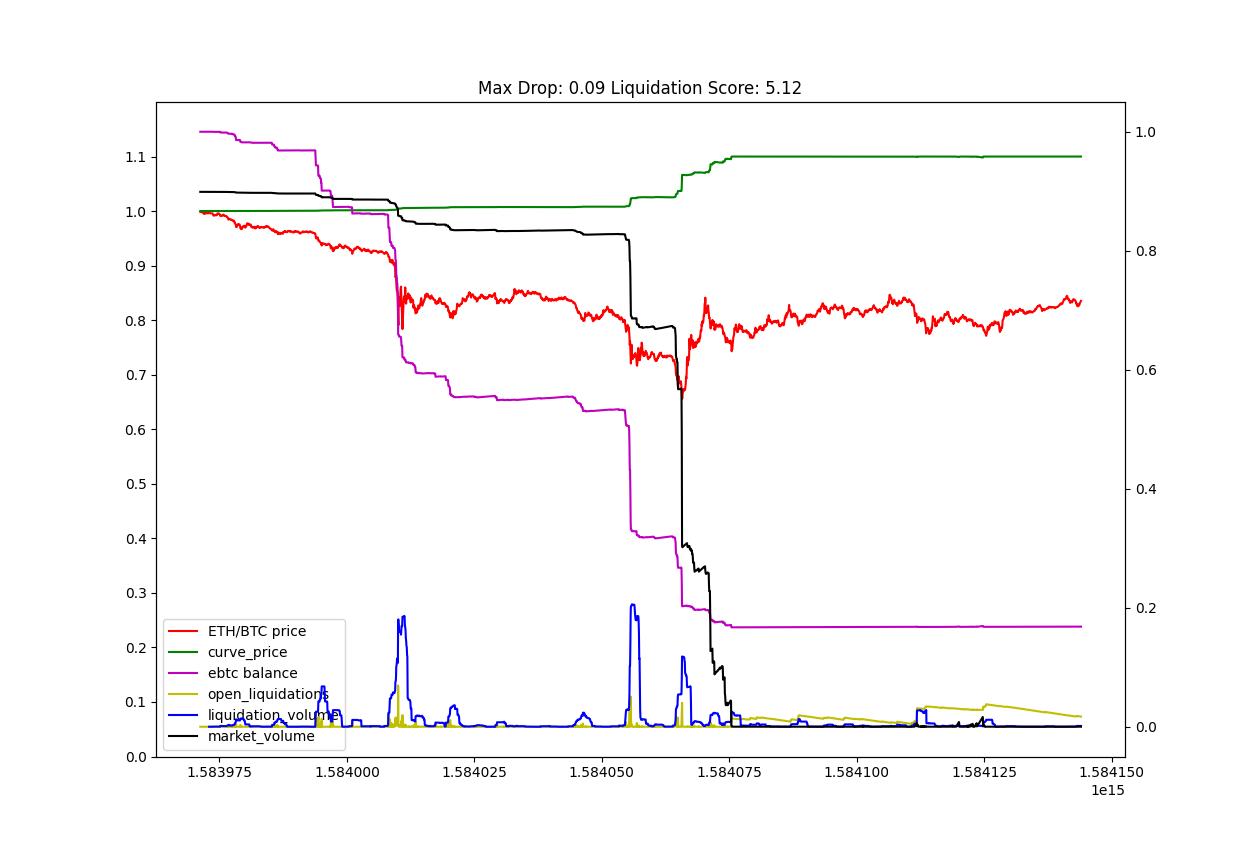 Max Drop: 0.09 Liquidation Score: 5.12
1.1
1.0
0.9
0.8
0.7
0.6
0.5
0.4
0.3
0.2
0.1
0.0
1.0
0.8
0.6
0.4
0.2
0.0
ETH/BTC price
curve_price
ebtc balance
open_liquidations
liquidation_volume
market_volume
1.583975 1.584000 1.584025 1.584050 1.584075 1.584100 1.584125 1.584150
1e15